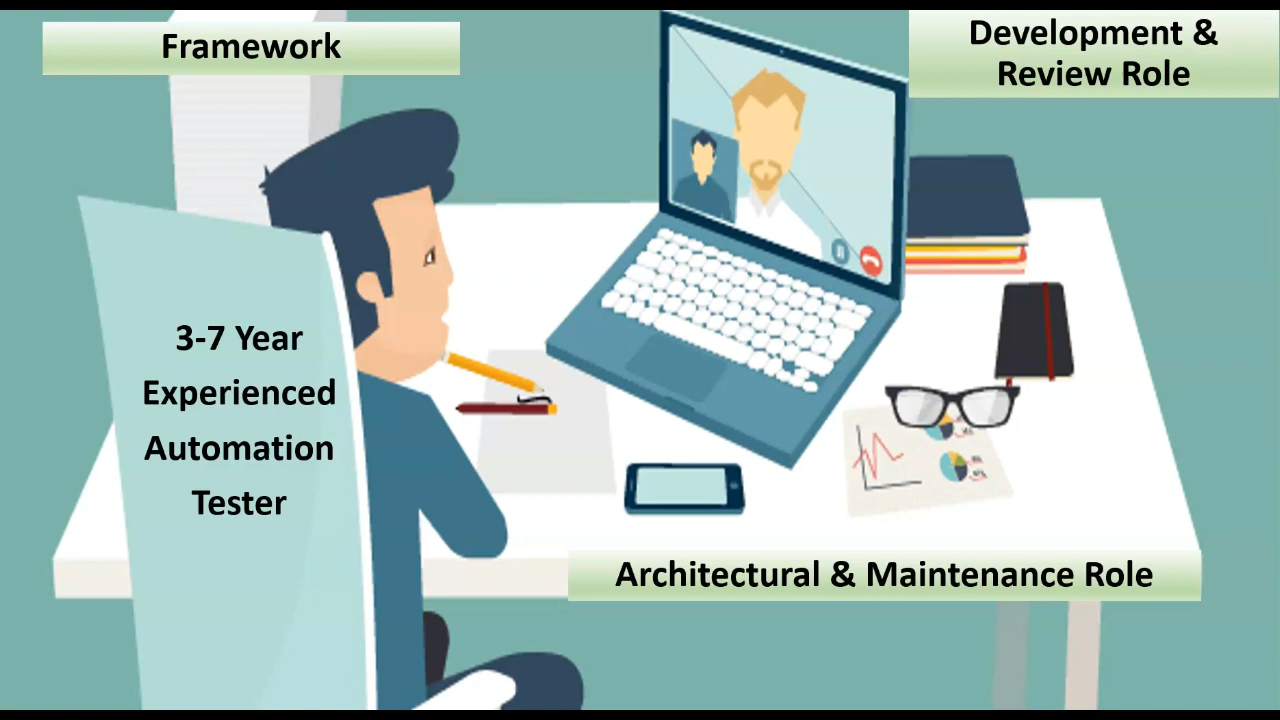 Framework
Development &
Review Role
3-7 Year
Experienced
Automation
Tester
Architectural & Maintenance Role